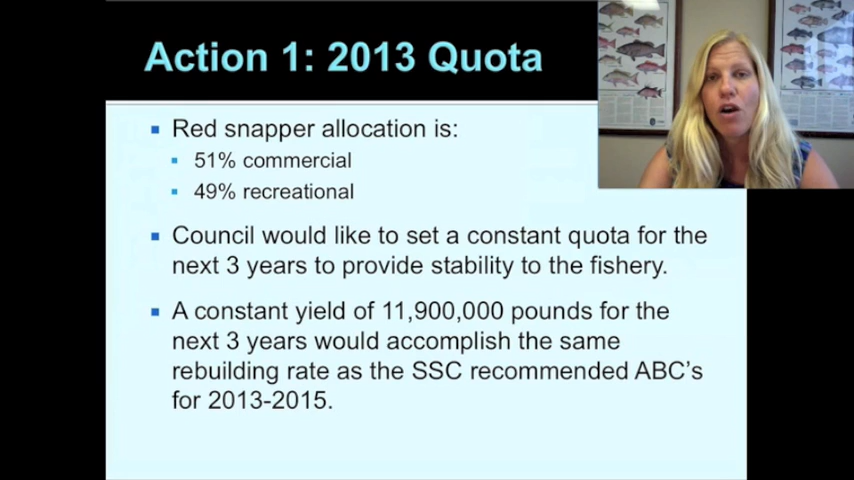 Action 1: 2013 Quota
Red snapper allocation is:
51% commercial
49% recreational
Council would like to set a constant quota for the
next 3 years to provide stability to the fishery.
A constant yield of 11,900,000 pounds for the
next 3 years would accomplish the same
rebuilding rate as the SSC recommended ABC's
for 2013-2015.